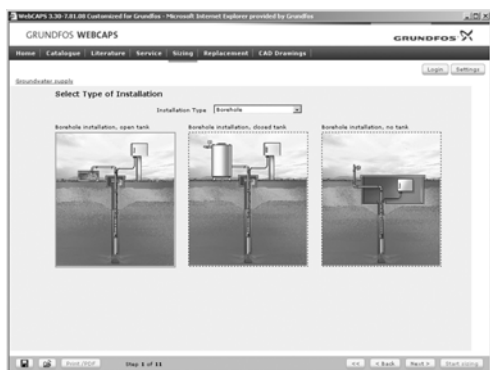 WebCAPS 3.30-7.01.00 Customized for Grundfos - Microsoft Internet Explorer provided by Grundfos
GRUNDFOS WEBCAPS
GRUNDFOS
Home Catalogue Literature Service Sizing Replacement CAD Drawings
Login Settings
Groundwater supply
Select Type of Installation
Installation Type Borehole
Borehole installation, open tank Borehole installation, closed tank Borehole installation, no tank
Print /PDF Step 1 of 11 << < Back Next > Start sizing